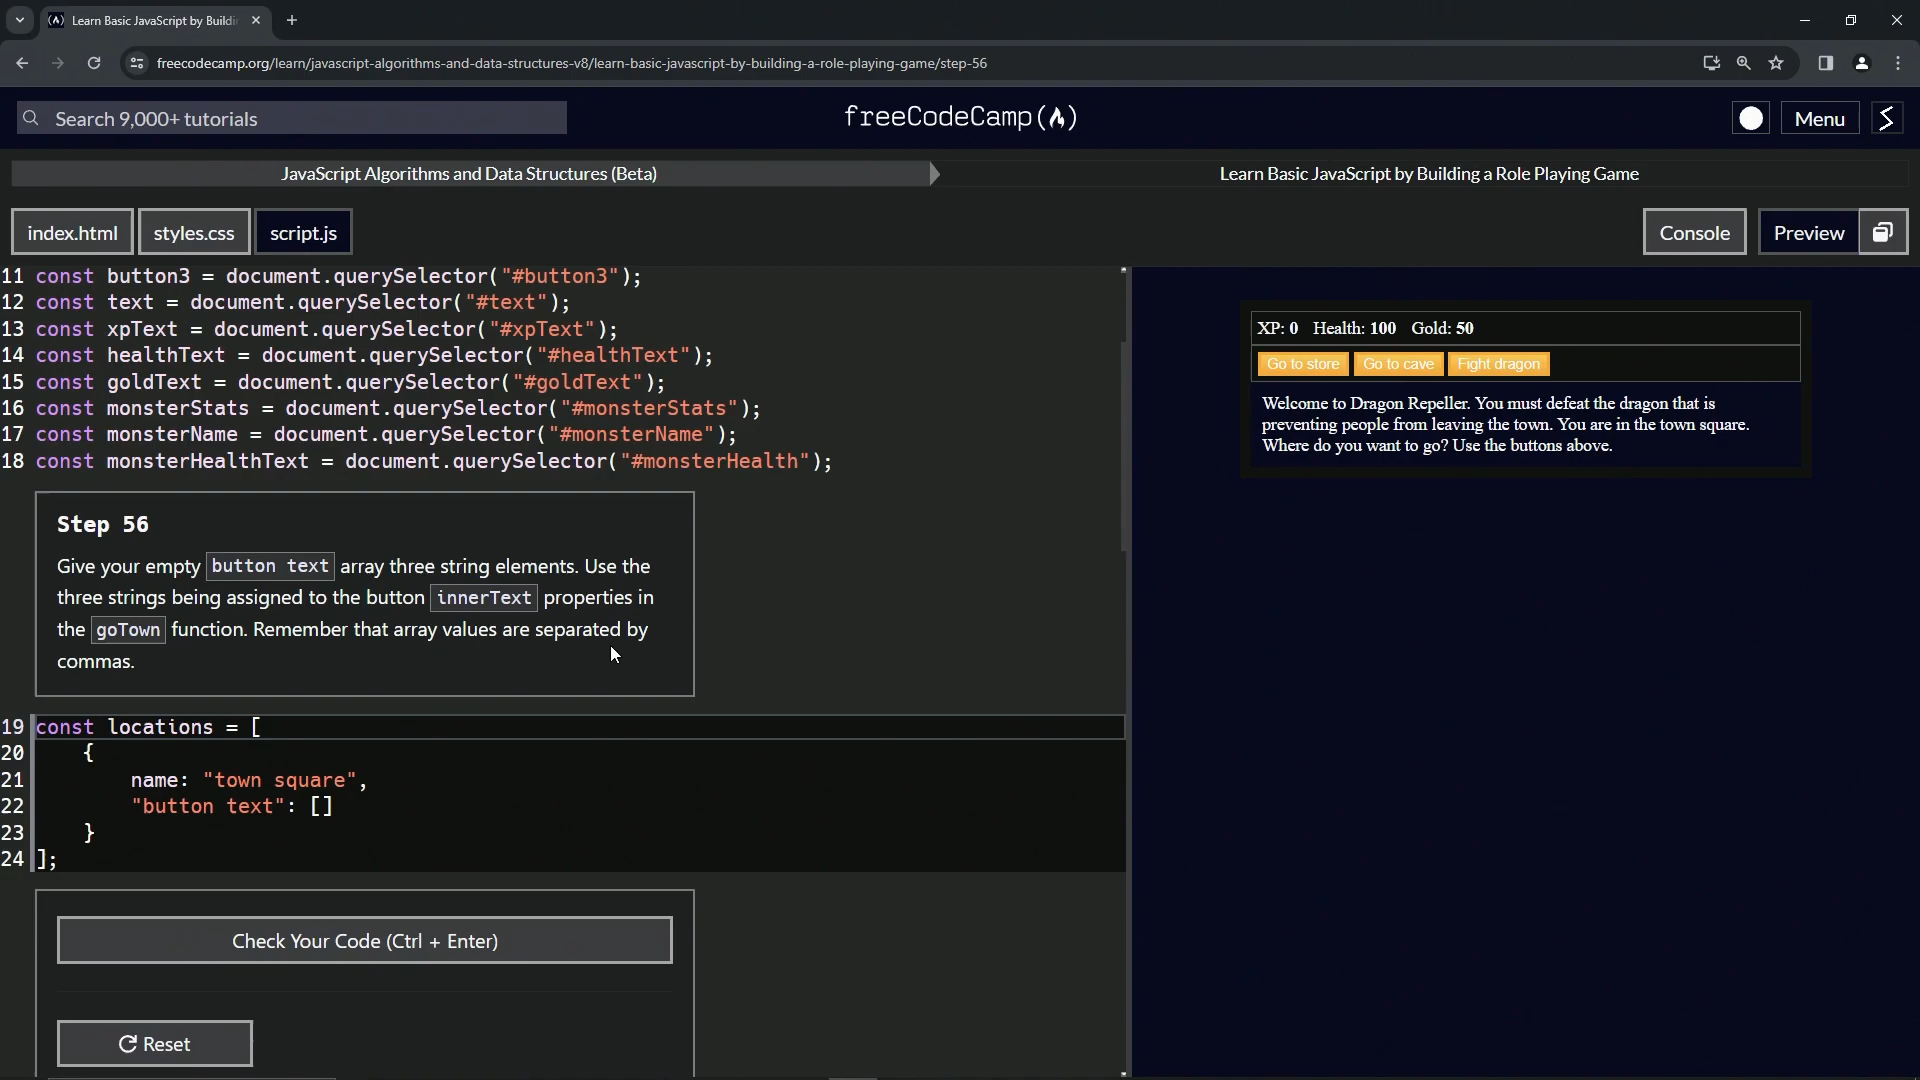 Learn Basic JavaScript by Buildi
freecodecamp.org/learn/javascript-algorithms-and-data-structures-v8/learn-basic-javascript-by-building-a-role-playing-game/step-56
Search 9,000+ tutorials
freeCodeCamp(🔥)
Menu
JavaScript Algorithms and Data Structures (Beta)
Learn Basic JavaScript by Building a Role Playing Game
index.html
styles.css
script.js
Console
Preview
11 const button3 = document.querySelector("#button3");
12 const text = document.querySelector("#text");
13 const xpText = document.querySelector("#xpText");
14 const healthText = document.querySelector("#healthText");
15 const goldText = document.querySelector("#goldText");
16 const monsterStats = document.querySelector("#monsterStats");
17 const monsterName = document.querySelector("#monsterName");
18 const monsterHealthText = document.querySelector("#monsterHealth");
Step 56
Give your empty button text array three string elements. Use the
three strings being assigned to the button innerText properties in
the goTown function. Remember that array values are separated by
commas.
19 const locations = [
20 {
21 name: "town square",
22 "button text": []
23 }
24 ];
Check Your Code (Ctrl + Enter)
Reset
XP: 0 Health: 100 Gold: 50
Go to store
Go to cave
Fight dragon
Welcome to Dragon Repeller. You must defeat the dragon that is
preventing people from leaving the town. You are in the town square.
Where do you want to go? Use the buttons above.